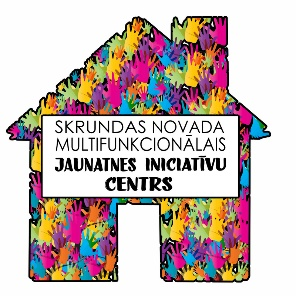 SKRUNDAS NOVADA
MULTIFUNKCIONĀLAIS
JAUNATNES INICIATĪVU
CENTRS